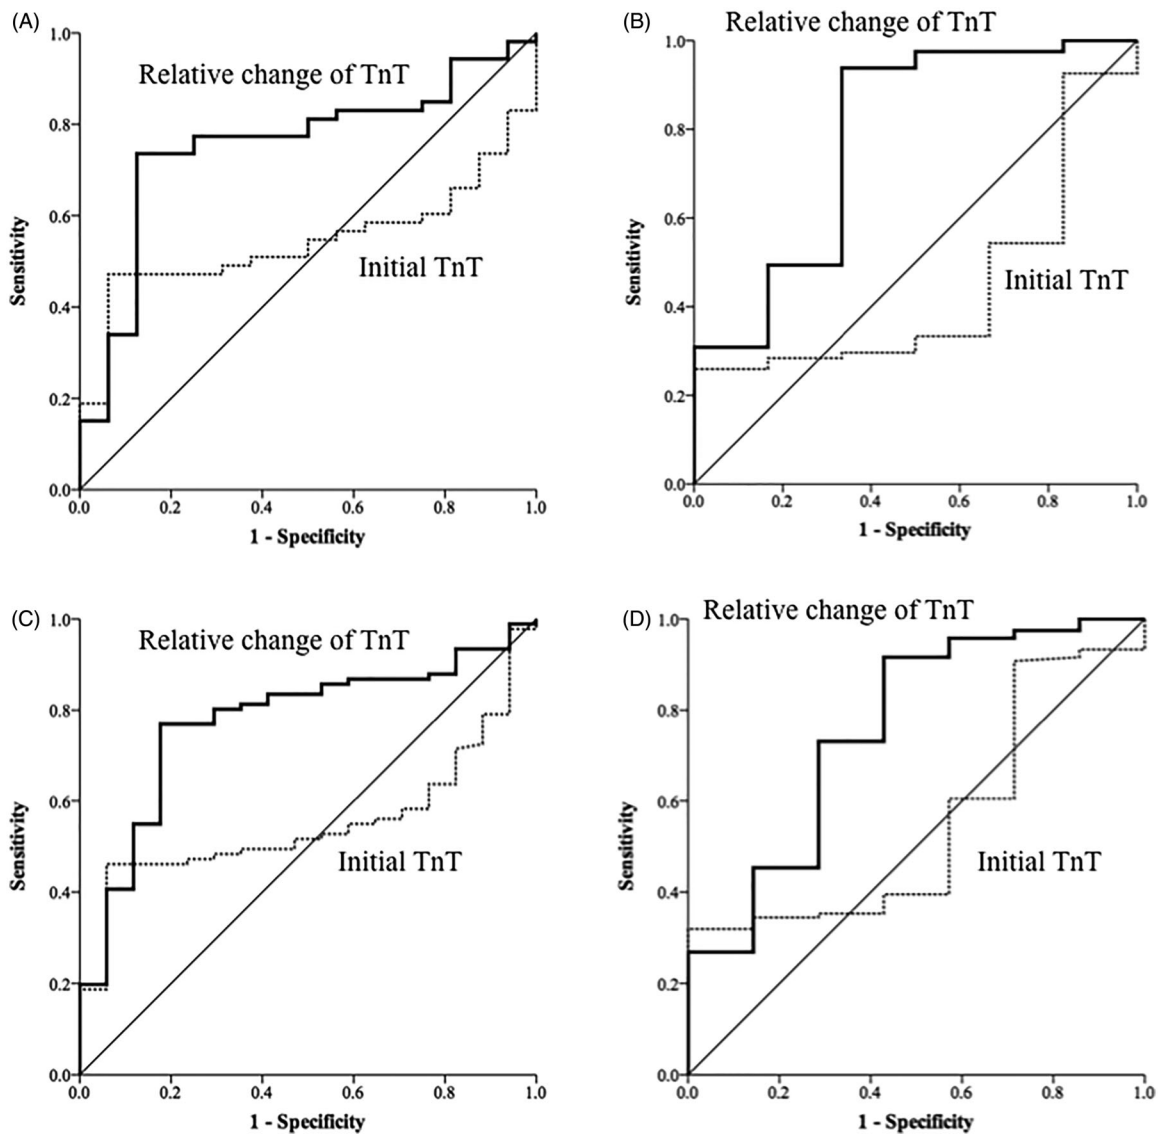 (A)
Relative change of TnT
Initial TnT
Sensitivity
1.0
0.8
0.6
0.4
0.2
0.0
0.0 0.2 0.4 0.6 0.8 1.0
1 - Specificity
(B)
Relative change of TnT
Initial TnT
Sensitivity
1.0
0.8
0.6
0.4
0.2
0.0
0.0 0.2 0.4 0.6 0.8 1.0
1 - Specificity
(C)
Relative change of TnT
Initial TnT
Sensitivity
1.0
0.8
0.6
0.4
0.2
0.0
0.0 0.2 0.4 0.6 0.8 1.0
1 - Specificity
(D)
Relative change of TnT
Initial TnT
Sensitivity
1.0
0.8
0.6
0.4
0.2
0.0
0.0 0.2 0.4 0.6 0.8 1.0
1 - Specificity